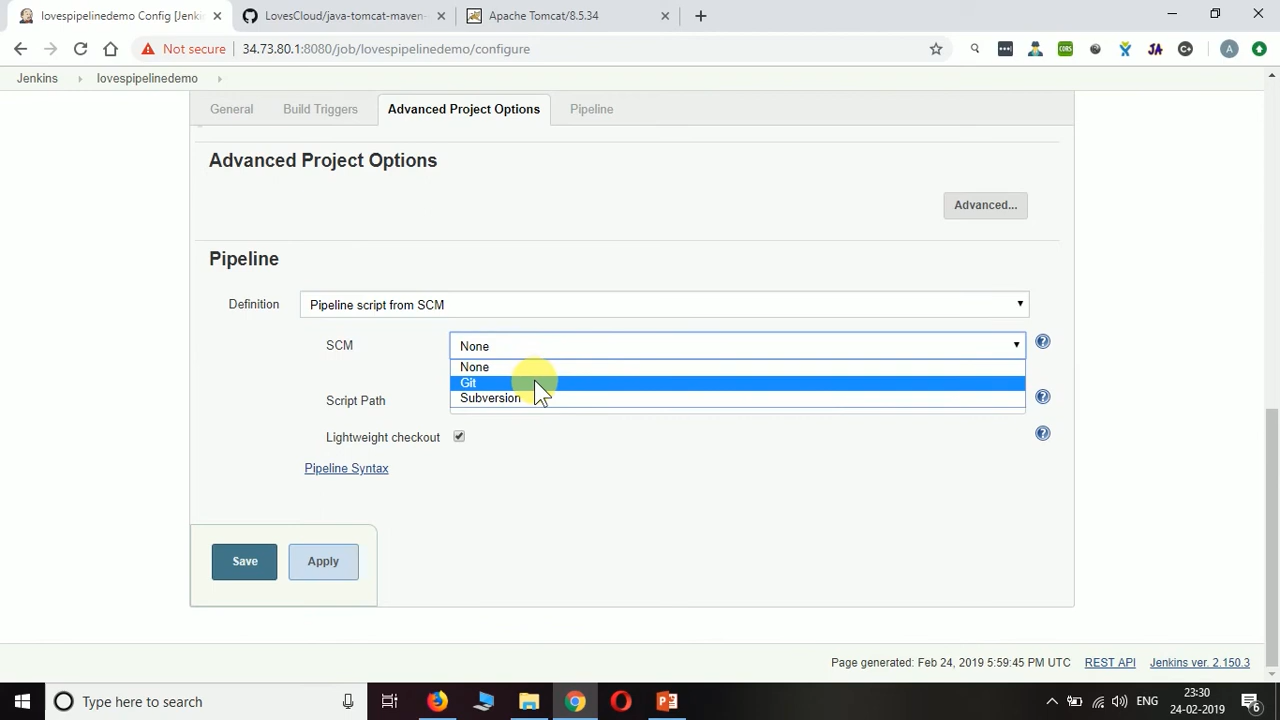 lovespipelinedemo Config [Jenki
LovesCloud/java-tomcat-maven-
Apache Tomcat/8.5.34
Not secure
34.73.80.1:8080/job/lovespipelinedemo/configure
CORS
JA
A
Jenkins
lovespipelinedemo
General
Build Triggers
Advanced Project Options
Pipeline
Advanced Project Options
Advanced...
Pipeline
Definition
Pipeline script from SCM
SCM
None
None
Git
Subversion
Script Path
Lightweight checkout
Pipeline Syntax
Save
Apply
Page generated: Feb 24, 2019 5:59:45 PM UTC
REST API
Jenkins ver. 2.150.3
Type here to search
ENG
23:30
24-02-2019
6